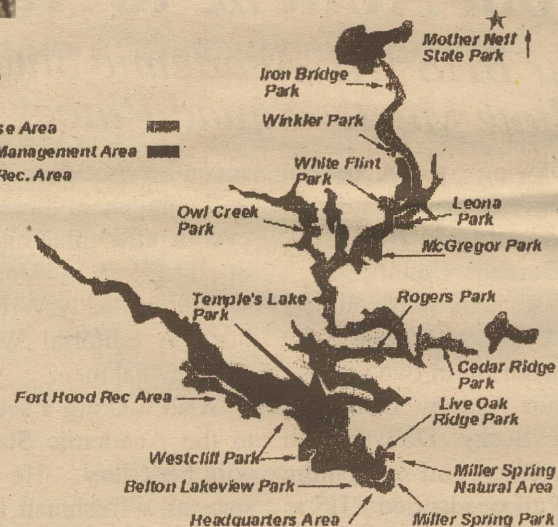 Mother Neff
State Park
Iron Bridge
Park
se Area
Winkler Park
Management Area
White Flint
Park
Rec. Area
Leona
Park
Owl Creek
Park
McGregor Park
Temple's Lake
Park
Rogers Park
Cedar Ridge
Park
Fort Hood Rec Area
Live Oak
Ridge Park
Westcliff Park
Miller Spring
Natural Area
Belton Lakeview Park
Headquarters Area
Miller Spring Park